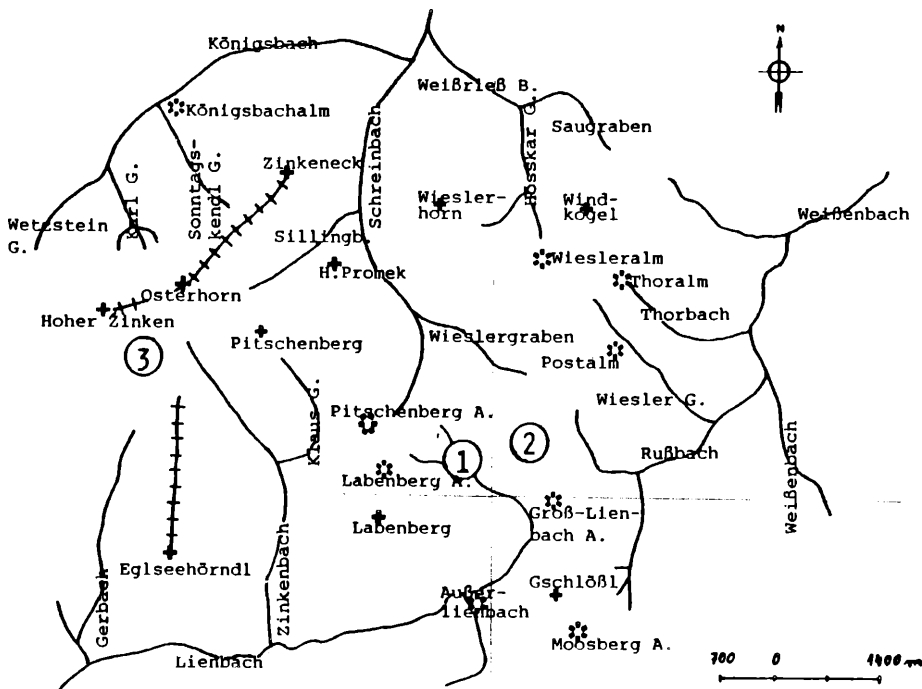 N
Königsbach
Weißrieß B.
Königsbachalm
Hösskar G.
Saugraben
Schreinbach
Sonntags-
kendl G.
Karl G.
Zinkeneck
Wiesler-
horn
Wind-
kogel
Wetzstein
G.
Weißenbach
Sillingb.
H.Promek
Wiesleralm
Thoralm
Osterhorn
Hoher Zinken
Thorbach
Pitschenberg
Wieslergraben
Postalm
3
Klaus G.
Wiesler G.
Pitschenberg A.
1
2
Rußbach
Labenberg A.
Weißenbach
Labenberg
Groß-Lien-
bach A.
Eglseehörndl
Gerbach
Zinkenbach
Außer-
lienbach
Gschlößl
Lienbach
Moosberg A.
700 0 1400 m